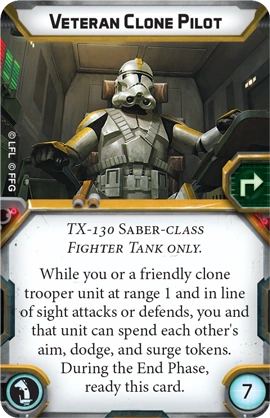 VETERAN CLONE PILOT
© LFL © FFG
TX-130 SABER-CLASS
FIGHTER TANK ONLY.
While you or a friendly clone
trooper unit at range 1 and in line
of sight attacks or defends, you and
that unit can spend each other's
aim, dodge, and surge tokens.
During the End Phase,
ready this card.
7